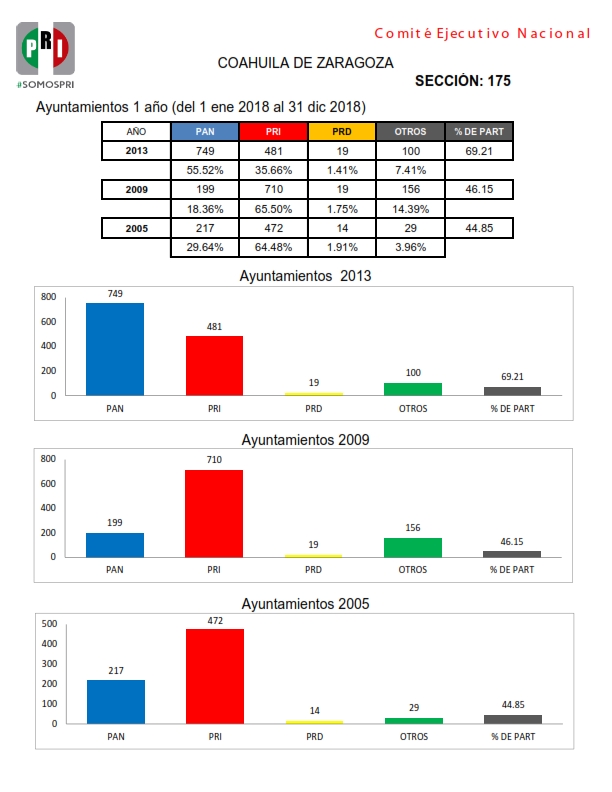 Comité Ejecutivo Nacional
PRI
#SOMOSPRI
COAHUILA DE ZARAGOZA
SECCIÓN: 175
Ayuntamientos 1 año (del 1 ene 2018 al 31 dic 2018)
AÑO PAN PRI PRD OTROS % DE PART
2013 749 481 19 100 69.21
55.52% 35.66% 1.41% 7.41%
2009 199 710 19 156 46.15
18.36% 65.50% 1.75% 14.39%
2005 217 472 14 29 44.85
29.64% 64.48% 1.91% 3.96%
Ayuntamientos 2013
800
600
400
200
0
749
481
19
100
69.21
PAN PRI PRD OTROS % DE PART
Ayuntamientos 2009
800
600
400
200
0
199
710
19
156
46.15
PAN PRI PRD OTROS % DE PART
Ayuntamientos 2005
500
400
300
200
100
0
217
472
14
29
44.85
PAN PRI PRD OTROS % DE PART